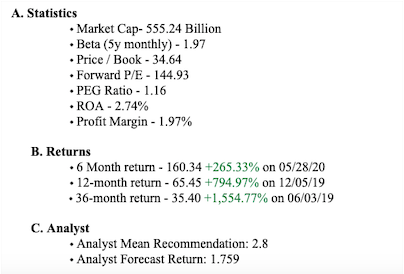 A. Statistics
• Market Cap- 555.24 Billion
• Beta (5y monthly) - 1.97
• Price / Book - 34.64
• Forward P/E - 144.93
• PEG Ratio - 1.16
• ROA - 2.74%
• Profit Margin - 1.97%
B. Returns
• 6 Month return - 160.34 +265.33% on 05/28/20
• 12-month return - 65.45 +794.97% on 12/05/19
• 36-month return - 35.40 +1,554.77% on 06/03/19
C. Analyst
• Analyst Mean Recommendation: 2.8
• Analyst Forecast Return: 1.759